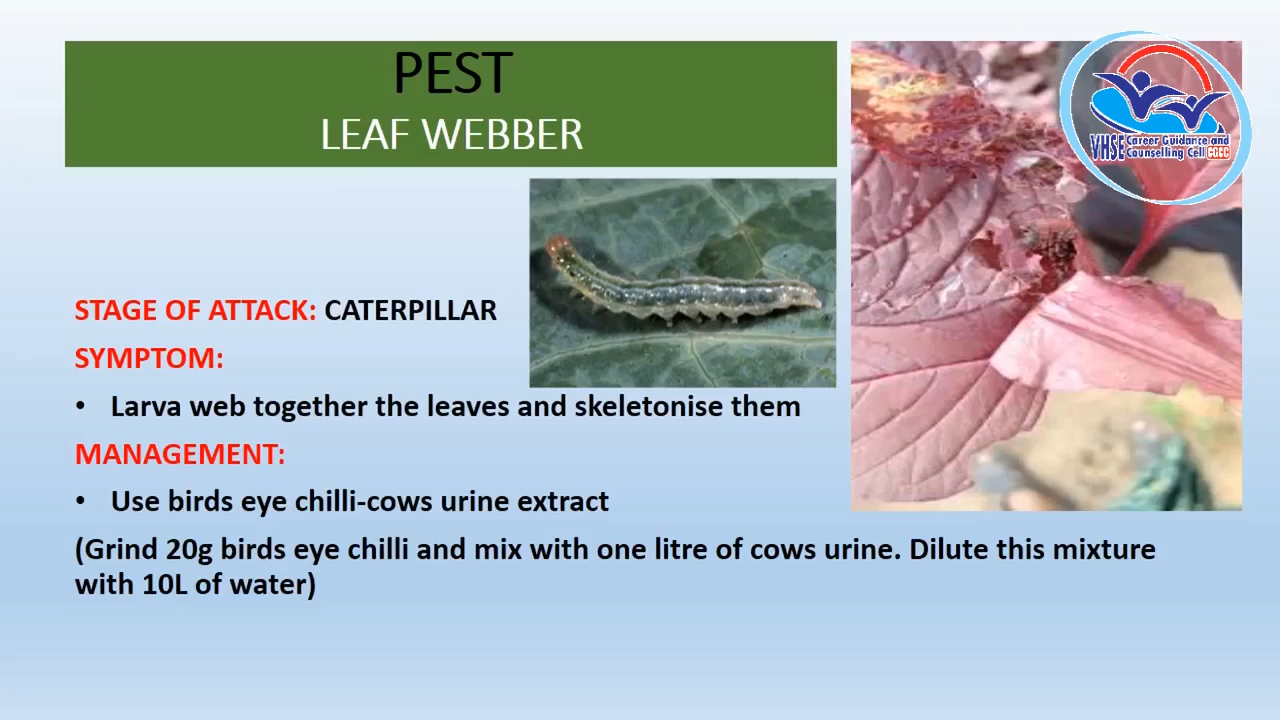 PEST
LEAF WEBBER
VHSE Career Guidance and
Counselling Cell CGCC
STAGE OF ATTACK: CATERPILLAR
SYMPTOM:
• Larva web together the leaves and skeletonise them
MANAGEMENT:
• Use birds eye chilli-cows urine extract
(Grind 20g birds eye chilli and mix with one litre of cows urine. Dilute this mixture
with 10L of water)